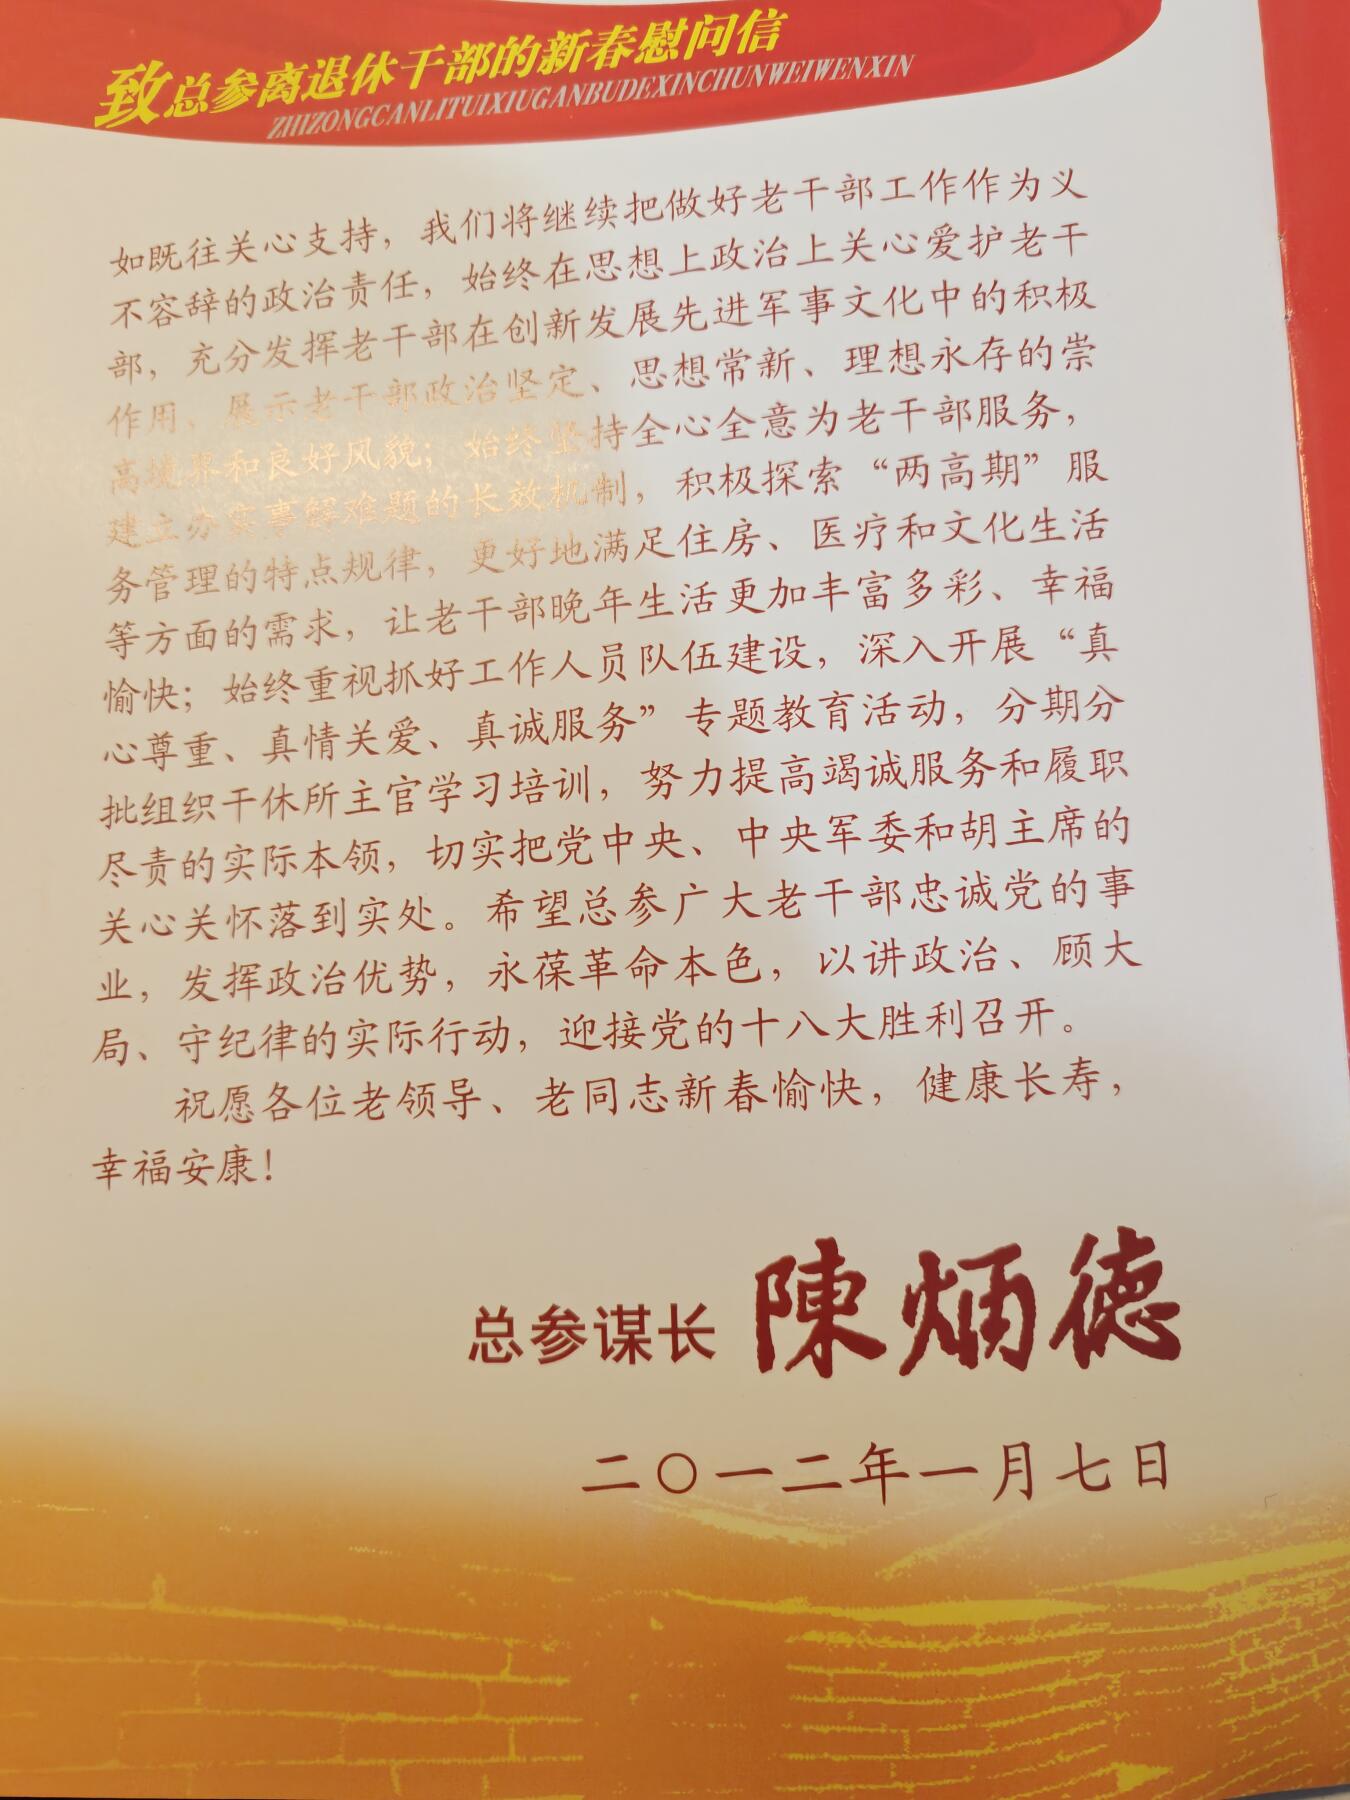 致总参离退休干部的新春慰问信
ZHIZONGCANLITUIXIUGANBUDEXINCHUNWEIWENXIN
如既往关心支持，我们将继续把做好老干部工作作为义
不容辞的政治责任，始终在思想上政治上关心爱护老干
部，充分发挥老干部在创新发展先进军事文化中的积极
作用，展示老干部政治坚定、思想常新、理想永存的崇
高境界和良好风貌；始终坚持全心全意为老干部服务，
建立办实事解难题的长效机制，积极探索“两高期”服
务管理的特点规律，更好地满足住房、医疗和文化生活
等方面的需求，让老干部晚年生活更加丰富多彩、幸福
愉快；始终重视抓好工作人员队伍建设，深入开展“真
心尊重、真情关爱、真诚服务”专题教育活动，分期分
批组织干休所主官学习培训，努力提高竭诚服务和履职
尽责的实际本领，切实把党中央、中央军委和胡主席的
关心关怀落到实处。希望总参广大老干部忠诚党的事
业，发挥政治优势，永葆革命本色，以讲政治、顾大
局、守纪律的实际行动，迎接党的十八大胜利召开。
祝愿各位老领导、老同志新春愉快，健康长寿，
幸福安康！
总参谋长 陳炳德
二〇一二年一月七日